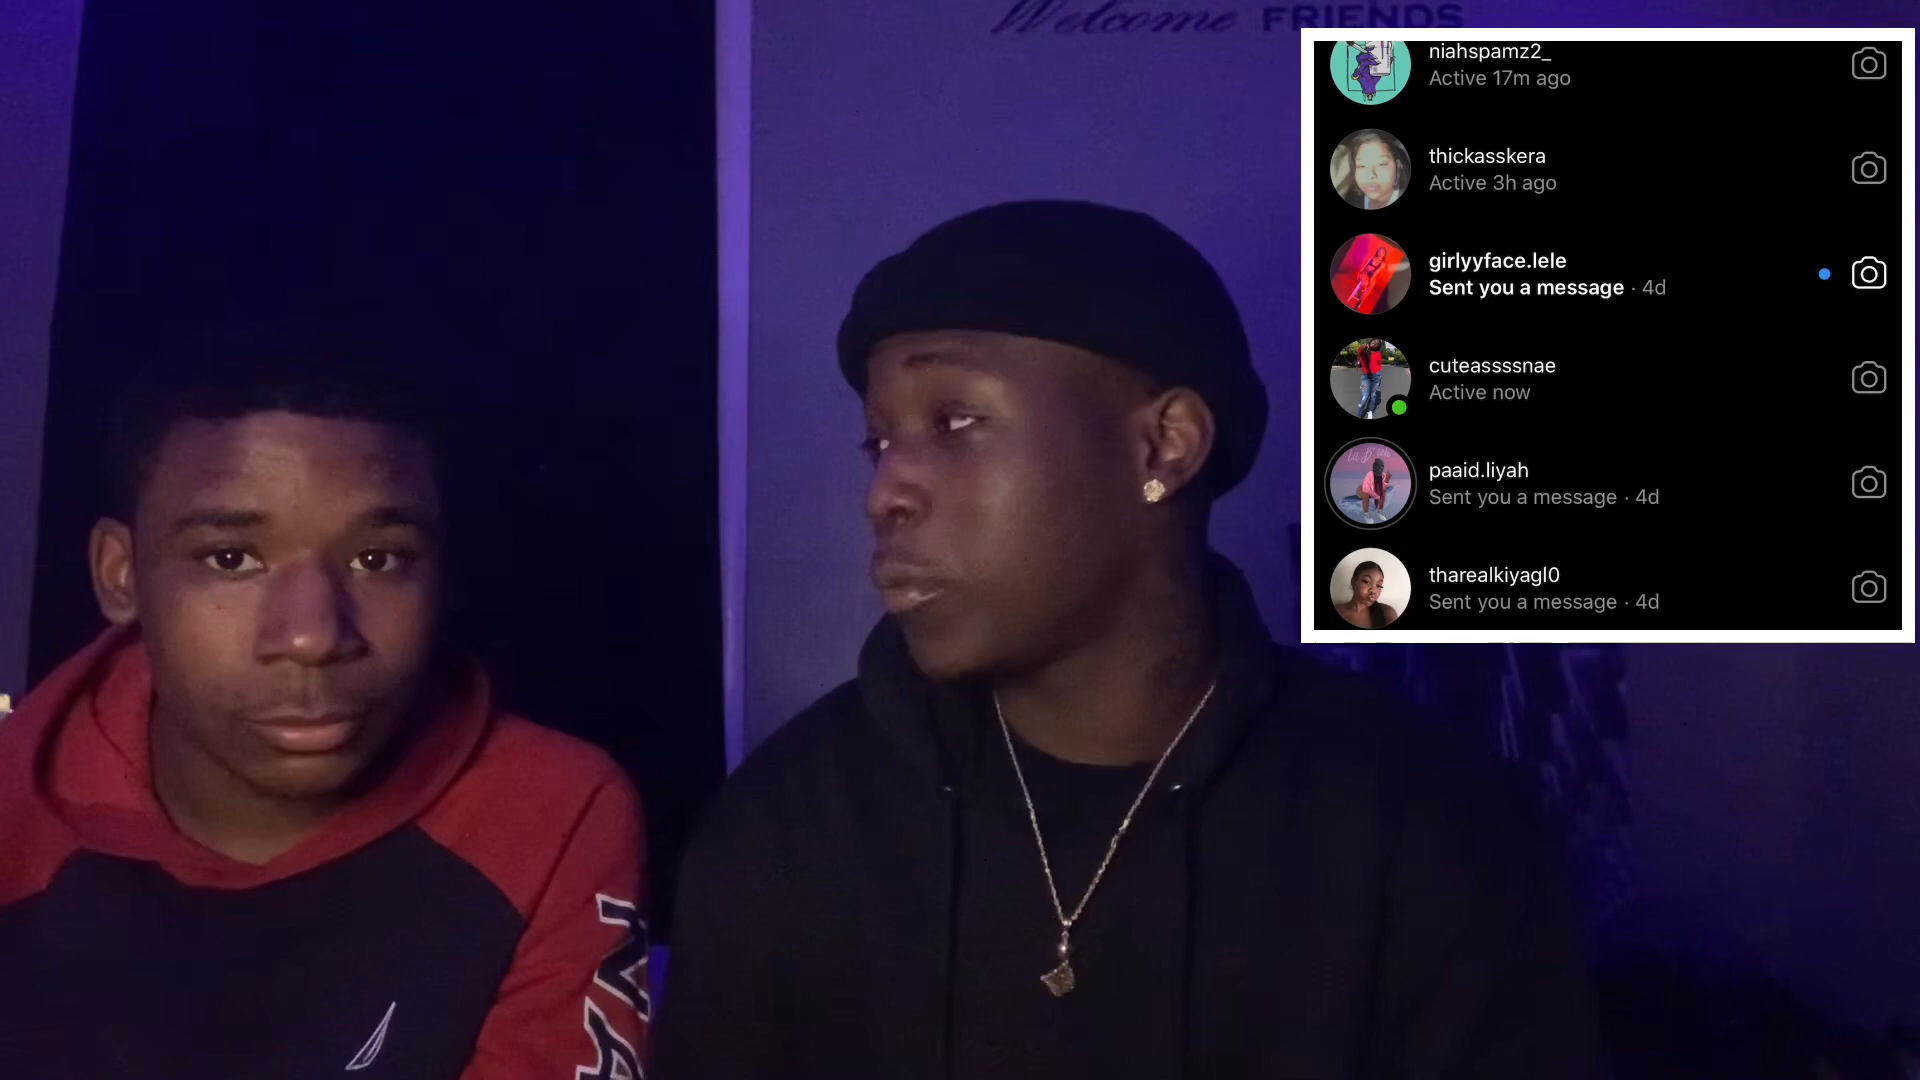 Welcome FRIENDS
niahspamz2_
Active 17m ago
thickasskera
Active 3h ago
girlyyface.lele
Sent you a message · 4d
cuteassssnae
Active now
paaid.liyah
Sent you a message · 4d
tharealkiyagl0
Sent you a message · 4d
NA